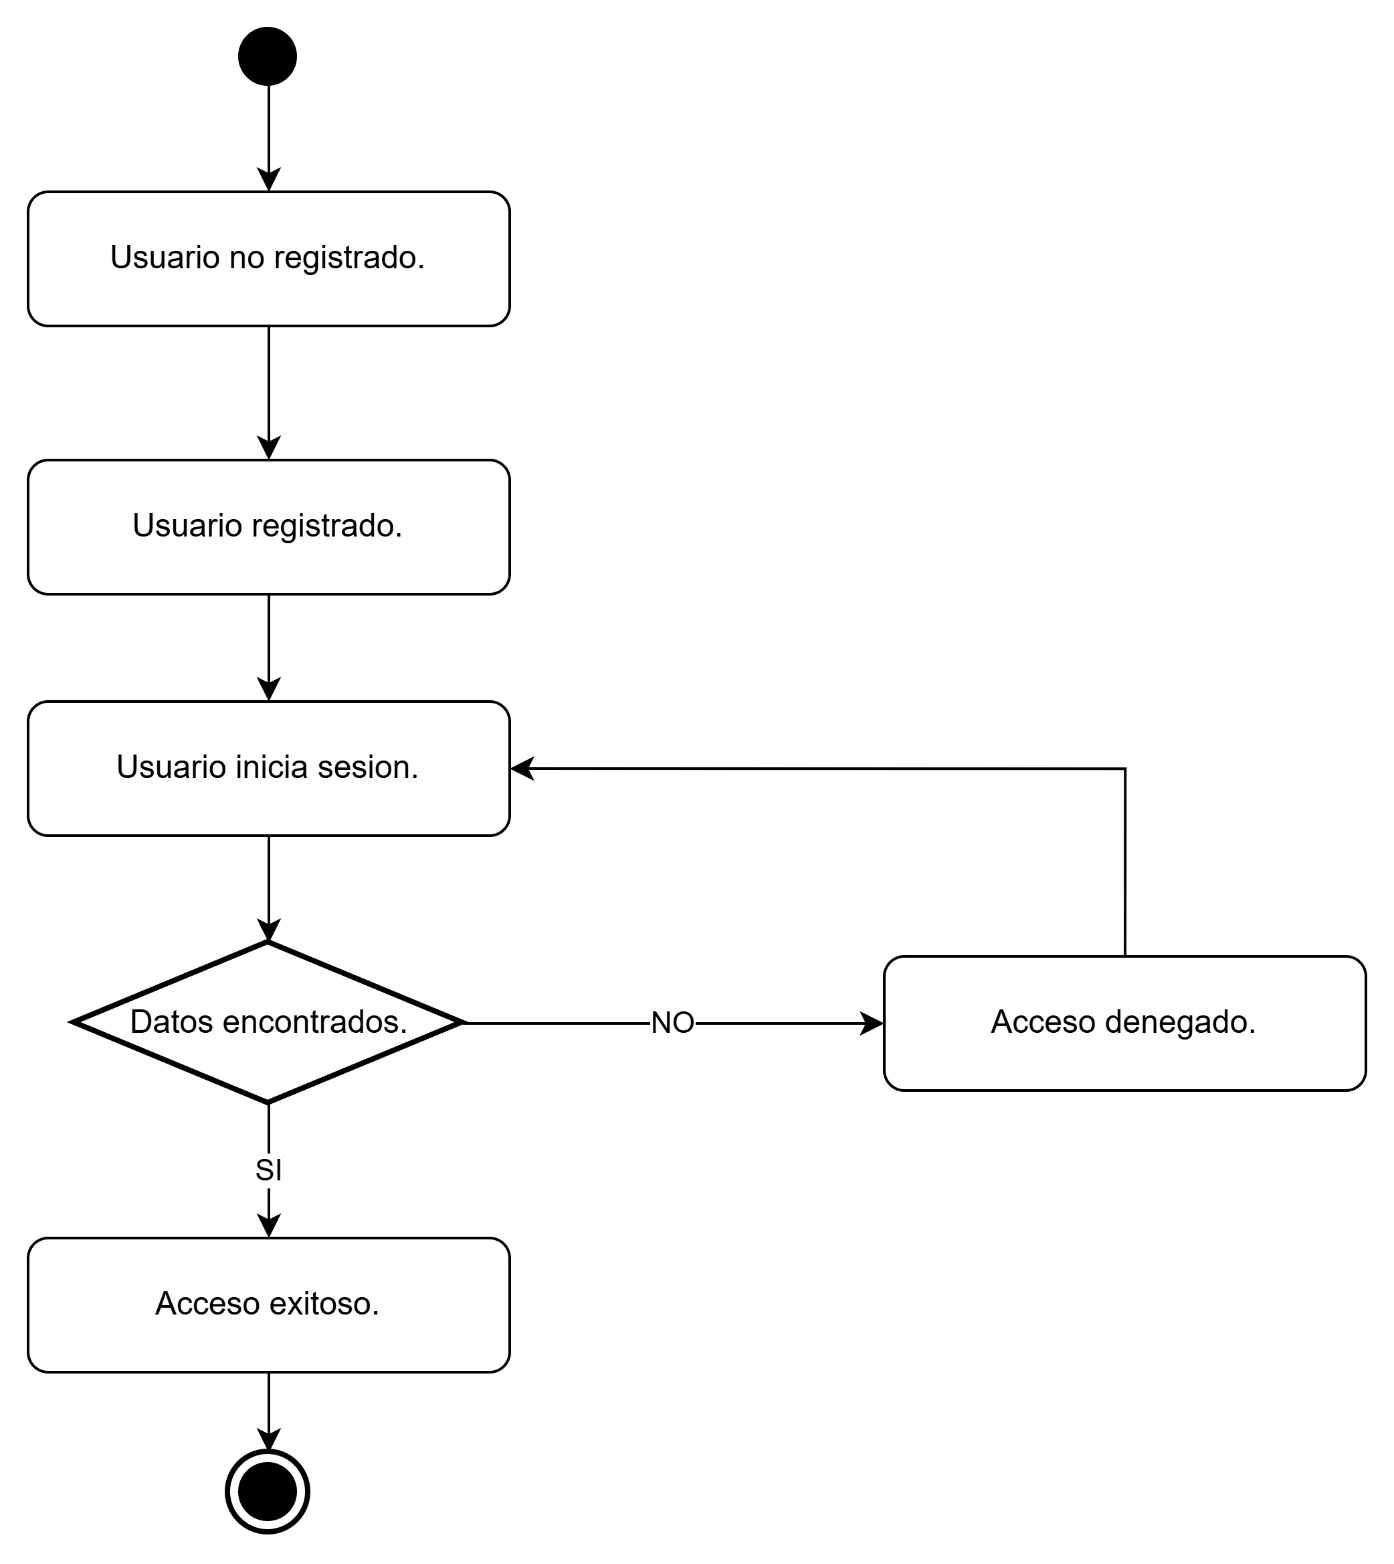 Usuario no registrado.
Usuario registrado.
Usuario inicia sesion.
Datos encontrados.
NO
Acceso denegado.
SI
Acceso exitoso.